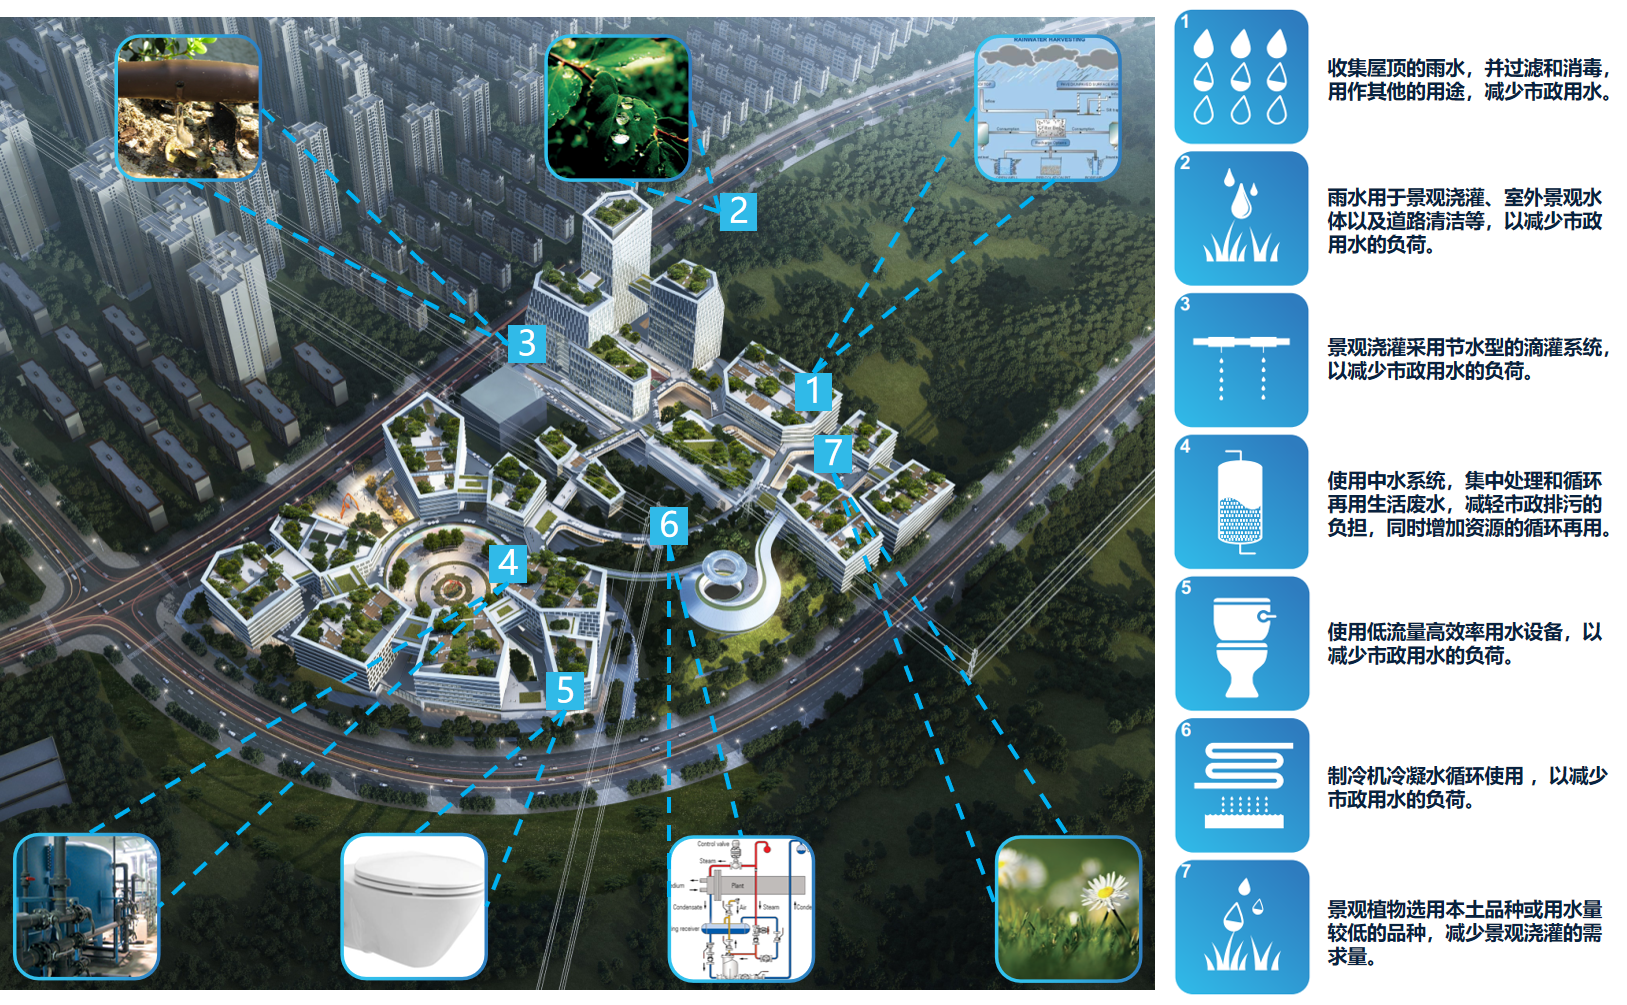 RAINWATER HARVESTING
Consumption
Consumption
2
3
1
7
6
4
5
Control valve
Steam
Plant
Condensate
Air
Steam
1
收集屋顶的雨水，并过滤和消毒，
用作其他的用途，减少市政用水。
2
雨水用于景观浇灌、室外景观水
体以及道路清洁等，以减少市政
用水的负荷。
3
景观浇灌采用节水型的滴灌系统，
以减少市政用水的负荷。
4
使用中水系统，集中处理和循环
再用生活废水，减轻市政排污的
负担，同时增加资源的循环再用。
5
使用低流量高效率用水设备，以
减少市政用水的负荷。
6
制冷机冷凝水循环使用 ，以减少
市政用水的负荷。
7
景观植物选用本土品种或用水量
较低的品种，减少景观浇灌的需
求量。